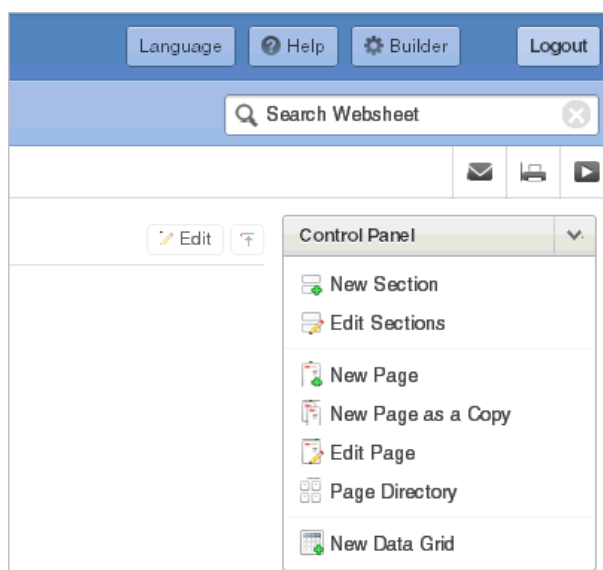 Language Help Builder Logout
Search Websheet
Edit
Control Panel
New Section
Edit Sections
New Page
New Page as a Copy
Edit Page
Page Directory
New Data Grid